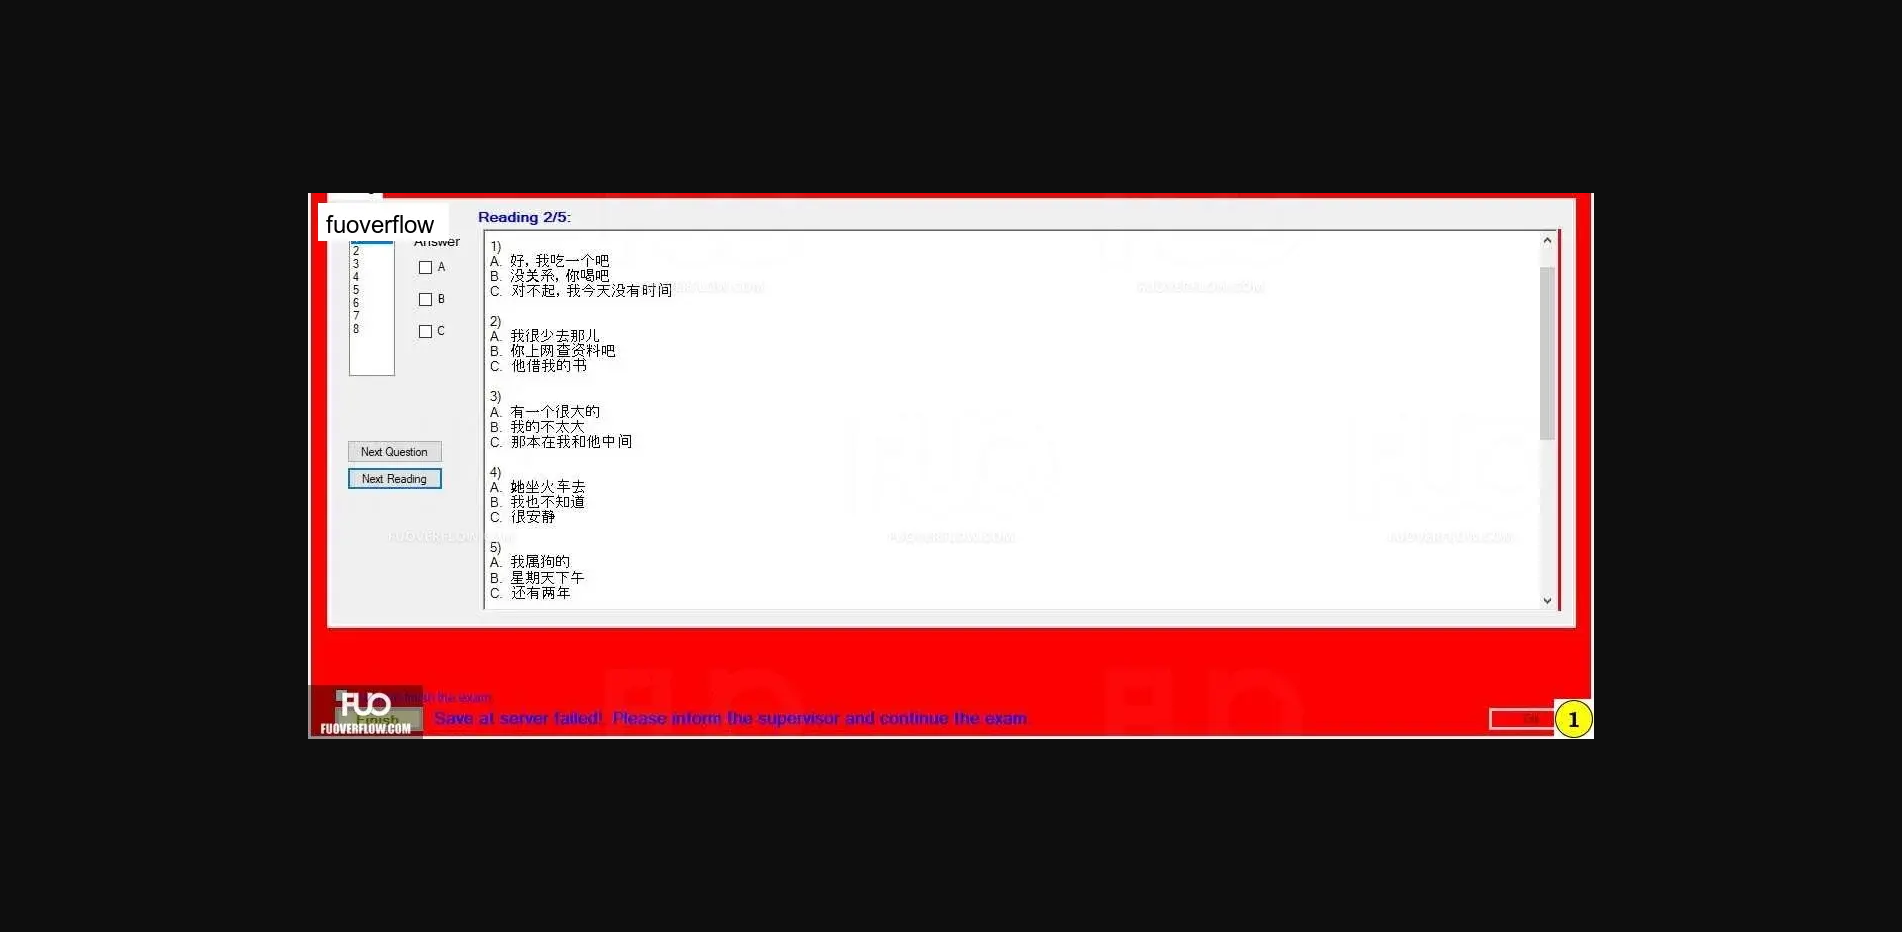 fuoverflow
Reading 2/5:
Answer
2
3
4
5
6
7
8
A
B
C
Next Question
Next Reading
1)
A. 好, 我吃一个吧
B. 没关系, 你喝吧
C. 对不起, 我今天没有时间
2)
A. 我很少去那儿
B. 你上网查资料吧
C. 他借我的书
3)
A. 有一个很大的
B. 我的不太大
C. 那本在我和他中间
4)
A. 她坐火车去
B. 我也不知道
C. 很安静
5)
A. 我属狗的
B. 星期天下午
C. 还有两年
FUOVERFLOW.COM
FUOVERFLOW.COM
FUOVERFLOW.COM
FUOVERFLOW.COM
the exam
FUO
Finish
FUOVERFLOW.COM
Save at server failed!. Please inform the supervisor and continue the exam
1